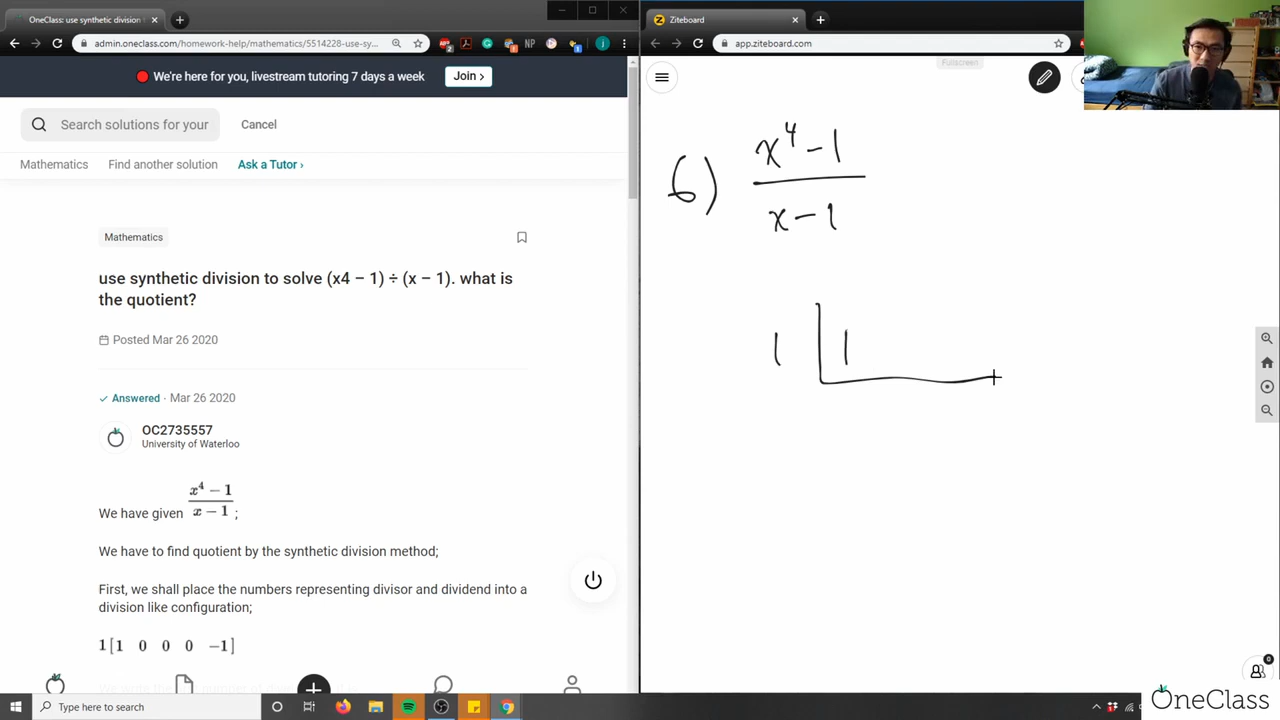 OneClass: use synthetic division
Ziteboard
admin.oneclass.com/homework-help/mathematics/5514228-use-sy...
app.ziteboard.com
We're here for you, livestream tutoring 7 days a week
Join ›
Fullscreen
Search solutions for your
Cancel
Mathematics
Find another solution
Ask a Tutor ›
Mathematics
use synthetic division to solve (x4 − 1) ÷ (x − 1). what is
the quotient?
Posted Mar 26 2020
Answered · Mar 26 2020
OC2735557
University of Waterloo
We have given x⁴ − 1 / x − 1 ;
We have to find quotient by the synthetic division method;
First, we shall place the numbers representing divisor and dividend into a
division like configuration;
1[1 0 0 0 −1]
6) x⁴ − 1
x − 1
1 1
0
Type here to search
OneClass